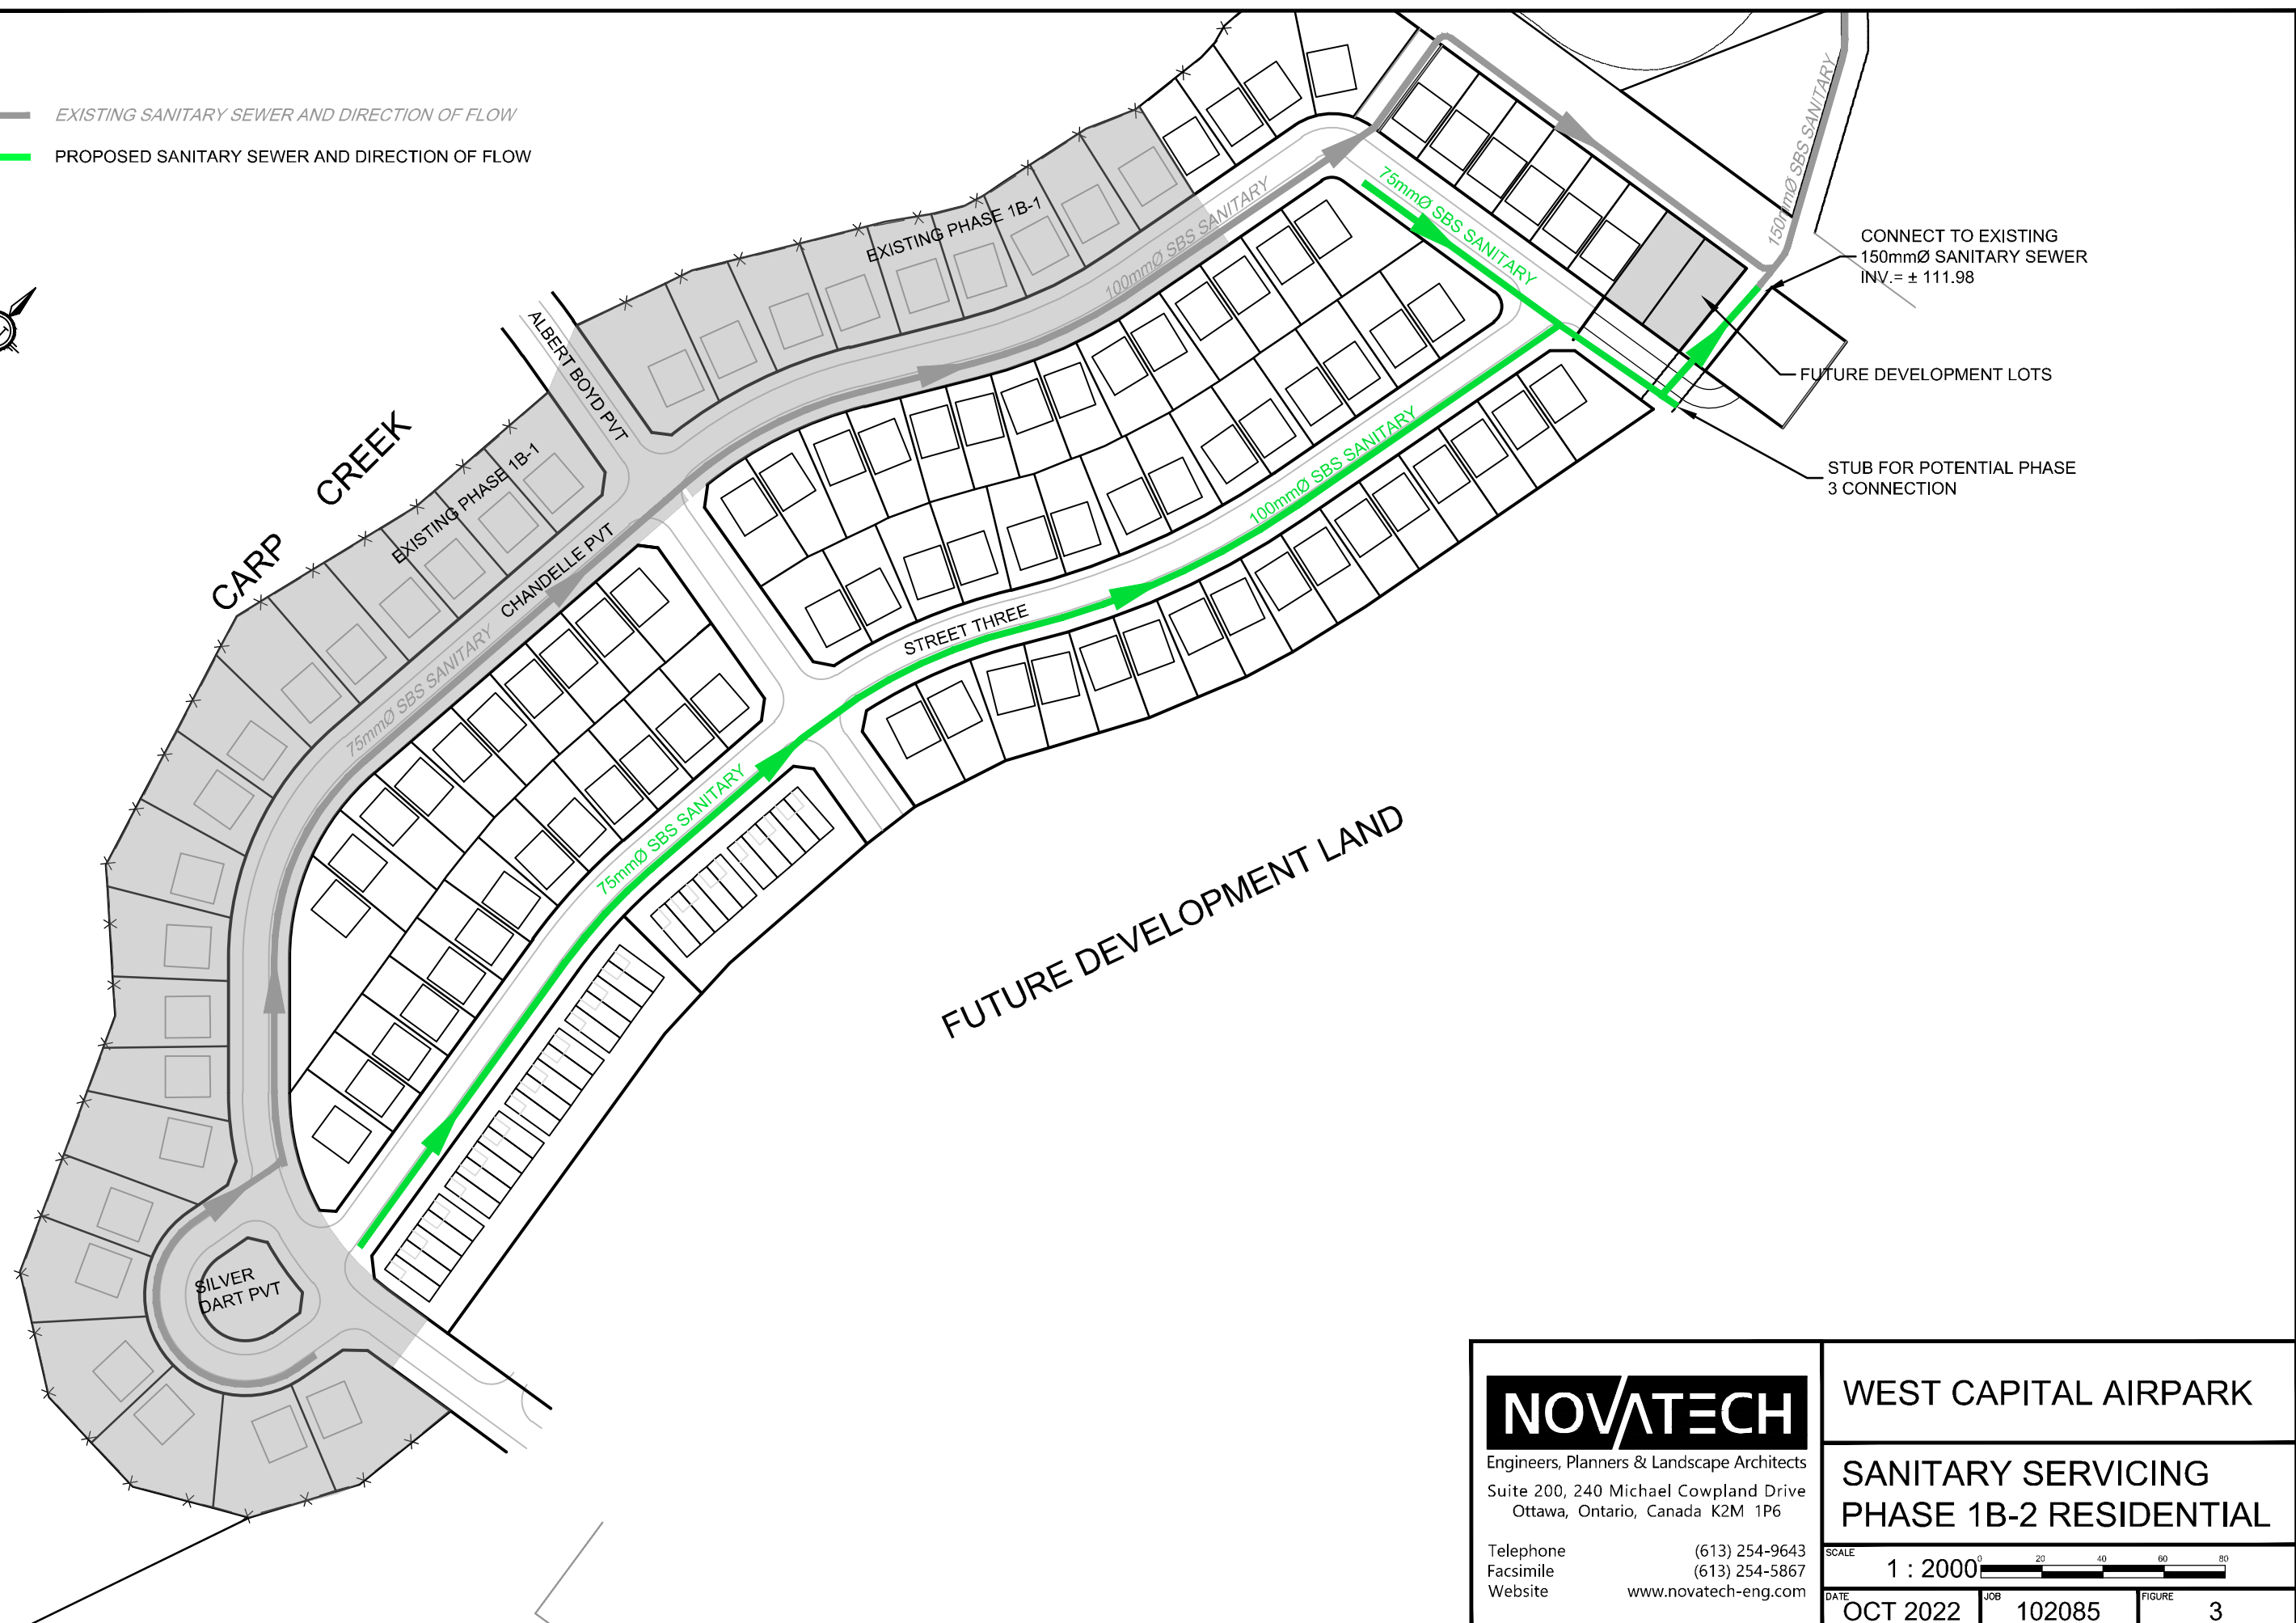 EXISTING SANITARY SEWER AND DIRECTION OF FLOW
PROPOSED SANITARY SEWER AND DIRECTION OF FLOW
150mmØ SBS SANITARY
75mmØ SBS SANITARY
EXISTING PHASE 1B-1
100mmØ SBS SANITARY
CONNECT TO EXISTING
150mmØ SANITARY SEWER
INV.= ± 111.98
FUTURE DEVELOPMENT LOTS
STUB FOR POTENTIAL PHASE
3 CONNECTION
ALBERT BOYD PVT
CARP CREEK
EXISTING PHASE 1B-1
CHANDELLE PVT
75mmØ SBS SANITARY
100mmØ SBS SANITARY
STREET THREE
75mmØ SBS SANITARY
FUTURE DEVELOPMENT LAND
SILVER
DART PVT
NOVATECH
Engineers, Planners & Landscape Architects
Suite 200, 240 Michael Cowpland Drive
Ottawa, Ontario, Canada K2M 1P6
Telephone (613) 254-9643
Facsimile (613) 254-5867
Website www.novatech-eng.com
WEST CAPITAL AIRPARK
SANITARY SERVICING
PHASE 1B-2 RESIDENTIAL
SCALE
1 : 2000
0 20 40 60 80
DATE OCT 2022
JOB 102085
FIGURE 3